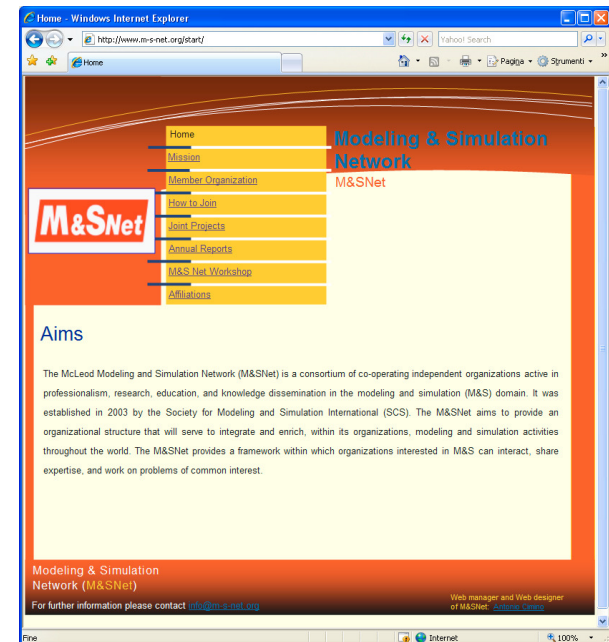 Home - Windows Internet Explorer
http://www.m-s-net.org/start/
Yahoo! Search
Home
Pagina
Strumenti
»
Home
Mission
Member Organization
How to Join
Joint Projects
Annual Reports
M&S Net Workshop
Affiliations
Modeling & Simulation
Network
M&SNet
M&SNet
Aims
The McLeod Modeling and Simulation Network (M&SNet) is a consortium of co-operating independent organizations active in
professionalism, research, education, and knowledge dissemination in the modeling and simulation (M&S) domain. It was
established in 2003 by the Society for Modeling and Simulation International (SCS). The M&SNet aims to provide an
organizational structure that will serve to integrate and enrich, within its organizations, modeling and simulation activities
throughout the world. The M&SNet provides a framework within which organizations interested in M&S can interact, share
expertise, and work on problems of common interest.
Modeling & Simulation
Network (M&SNet)
For further information please contact info@m-s-net.org
Web manager and Web designer
of M&SNet: Antonio Cimino
Fine
Internet
100%